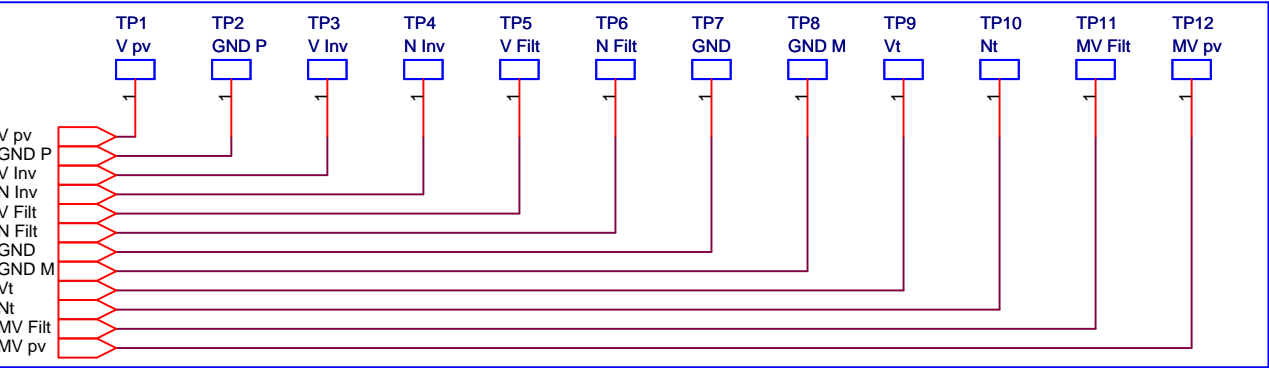 TP1 TP2 TP3 TP4 TP5 TP6 TP7 TP8 TP9 TP10 TP11 TP12
V pv GND P V Inv N Inv V Filt N Filt GND GND M Vt Nt MV Filt MV pv
1 1 1 1 1 1 1 1 1 1 1 1
V pv
GND P
V Inv
N Inv
V Filt
N Filt
GND
GND M
Vt
Nt
MV Filt
MV pv